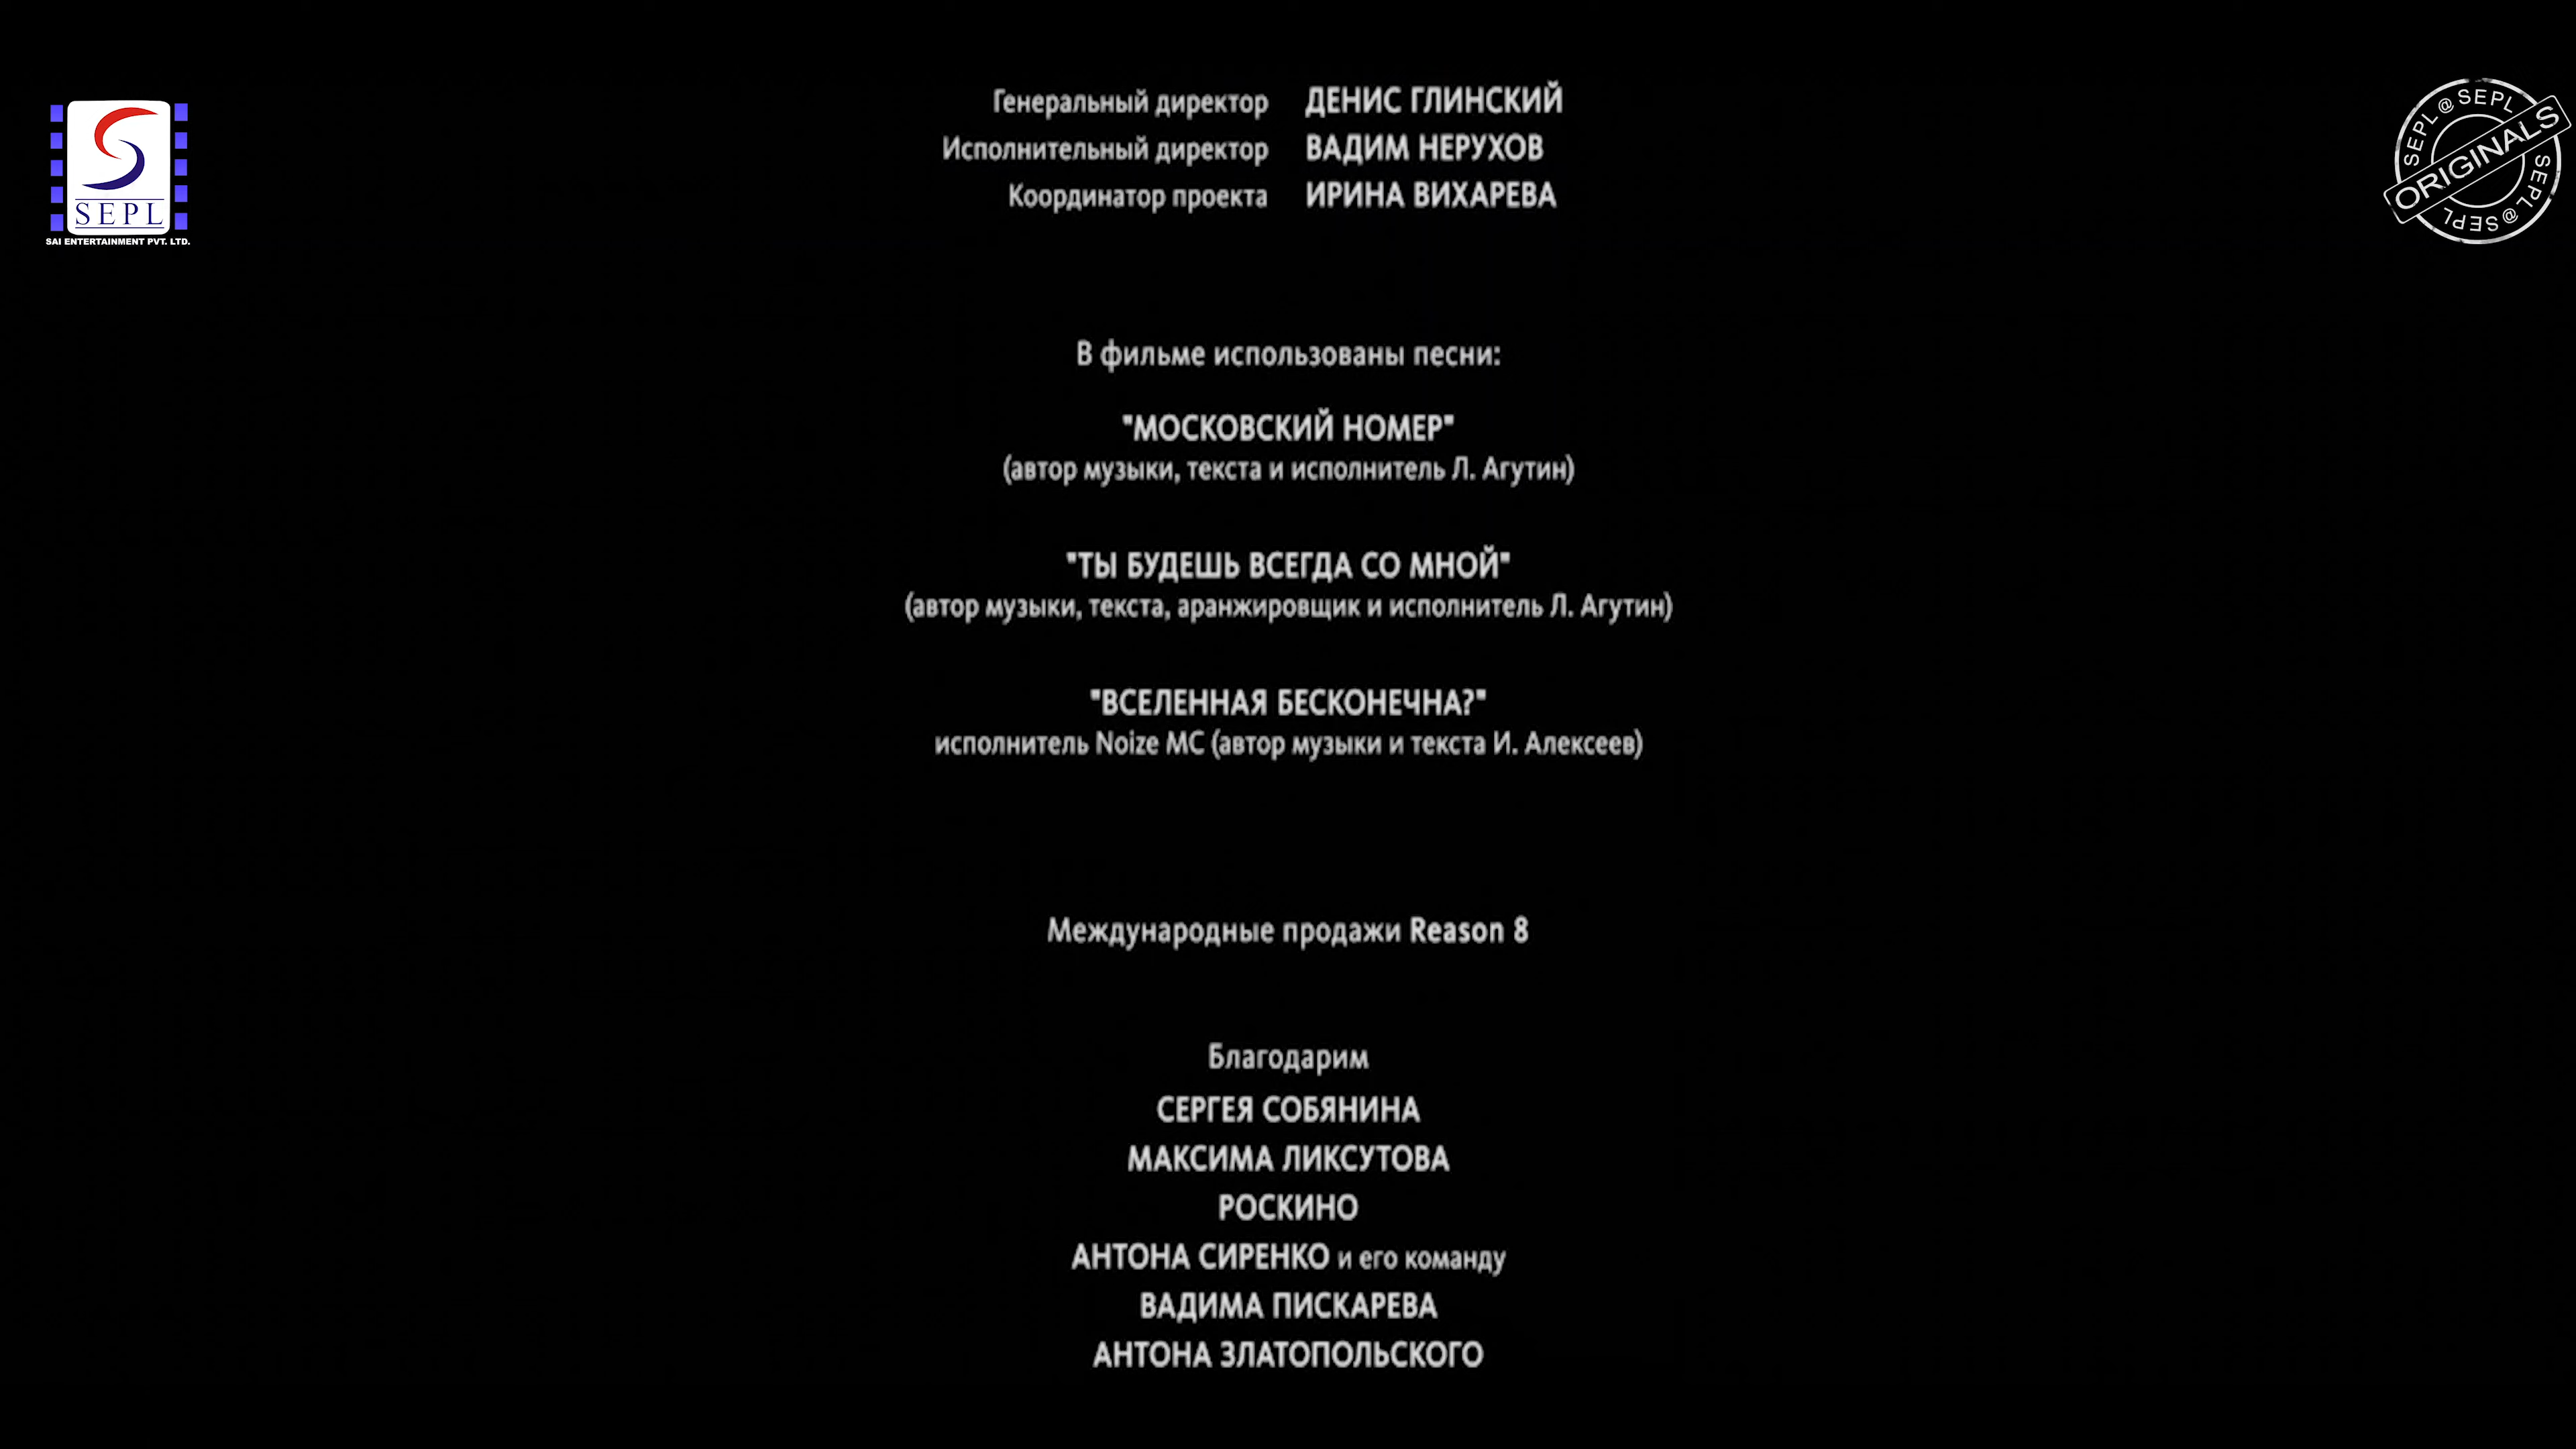 Генеральный директор ДЕНИС ГЛИНСКИЙ
Исполнительный директор ВАДИМ НЕРУХОВ
Координатор проекта ИРИНА ВИХАРЕВА
SEPL
SAI ENTERTAINMENT PVT. LTD.
SEPL@SEPL
ORIGINALS
SEPL@SEPL
В фильме использованы песни:
"МОСКОВСКИЙ НОМЕР"
(автор музыки, текста и исполнитель Л. Агутин)
"ТЫ БУДЕШЬ ВСЕГДА СО МНОЙ"
(автор музыки, текста, аранжировщик и исполнитель Л. Агутин)
"ВСЕЛЕННАЯ БЕСКОНЕЧНА?"
исполнитель Noize MC (автор музыки и текста И. Алексеев)
Международные продажи Reason 8
Благодарим
СЕРГЕЯ СОБЯНИНА
МАКСИМА ЛИКСУТОВА
РОСКИНО
АНТОНА СИРЕНКО и его команду
ВАДИМА ПИСКАРЕВА
АНТОНА ЗЛАТОПОЛЬСКОГО